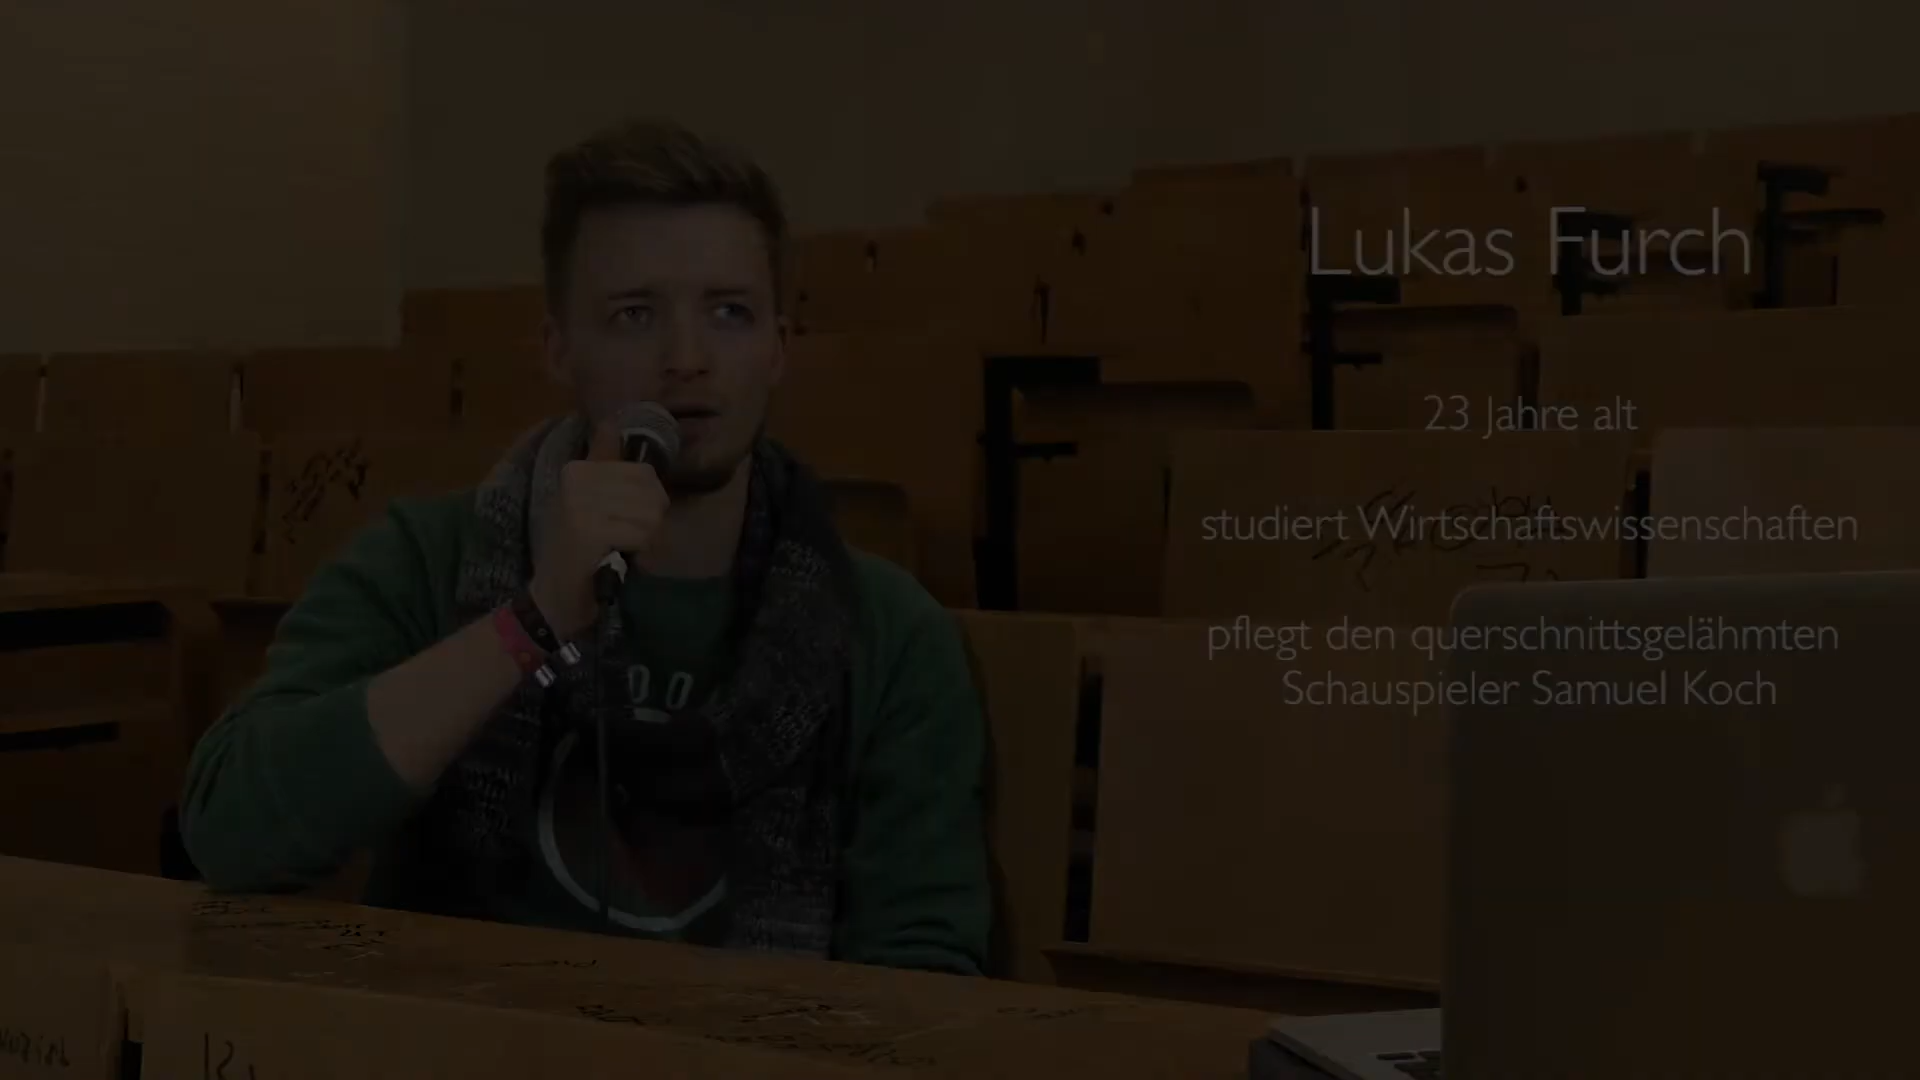 Lukas Furch
23 Jahre alt
studiert Wirtschaftswissenschaften
pflegt den querschnittsgelähmten
Schauspieler Samuel Koch